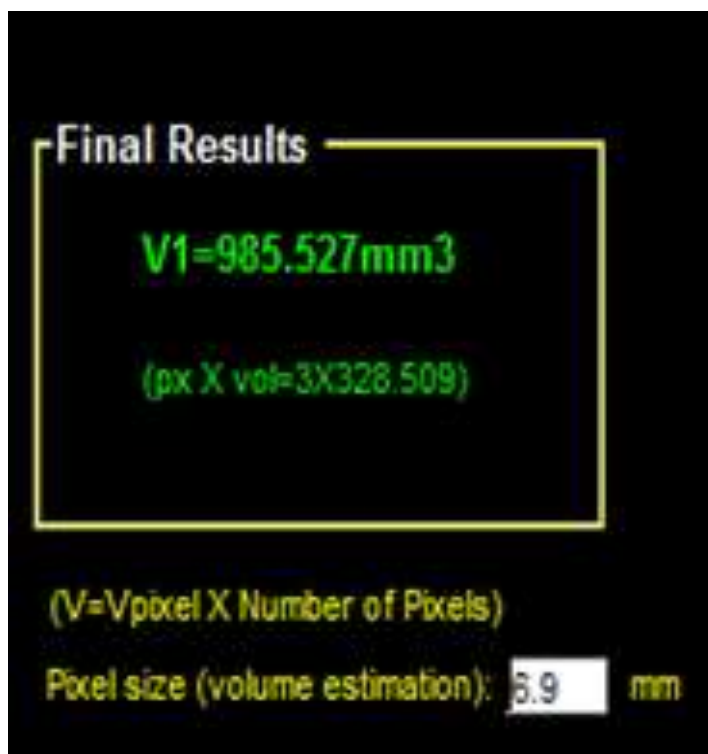 Final Results
V1=985.527mm3
(px X vol=3X328.509)
(V=Vpixel X Number of Pixels)
Pixel size (volume estimation): 6.9 mm